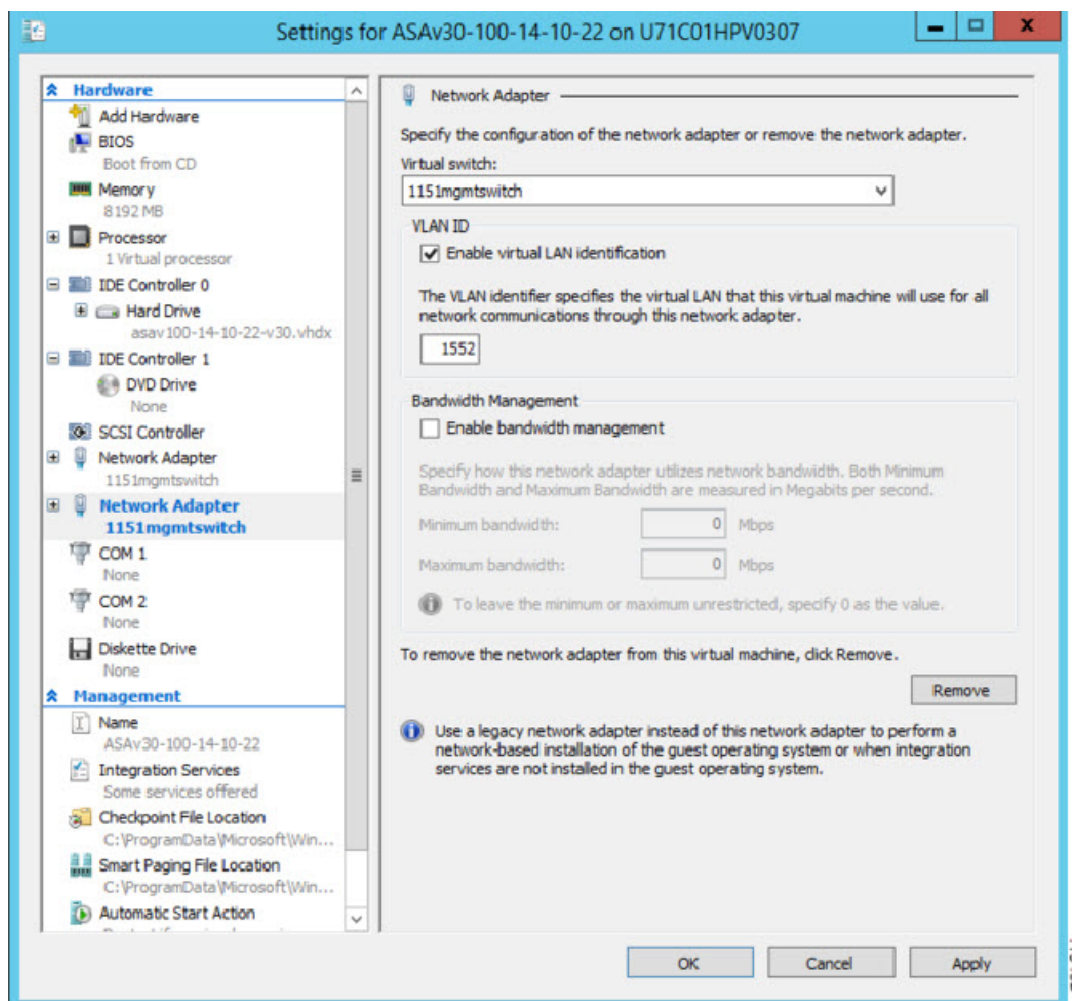 Settings for ASAv30-100-14-10-22 on U71C01HPV0307
Hardware
Add Hardware
BIOS
Boot from CD
Memory
8192 MB
Processor
1 Virtual processor
IDE Controller 0
Hard Drive
asav100-14-10-22-v30.vhdx
IDE Controller 1
DVD Drive
None
SCSI Controller
Network Adapter
1151mgmtswitch
Network Adapter
1151mgmtswitch
COM 1
None
COM 2
None
Diskette Drive
None
Management
Name
ASAv30-100-14-10-22
Integration Services
Some services offered
Checkpoint File Location
C:\ProgramData\Microsoft\Win...
Smart Paging File Location
C:\ProgramData\Microsoft\Win...
Automatic Start Action
Network Adapter
Specify the configuration of the network adapter or remove the network adapter.
Virtual switch:
1151mgmtswitch
VLAN ID
Enable virtual LAN identification
The VLAN identifier specifies the virtual LAN that this virtual machine will use for all
network communications through this network adapter.
1552
Bandwidth Management
Enable bandwidth management
Specify how this network adapter utilizes network bandwidth. Both Minimum
Bandwidth and Maximum Bandwidth are measured in Megabits per second.
Minimum bandwidth: 0 Mbps
Maximum bandwidth: 0 Mbps
To leave the minimum or maximum unrestricted, specify 0 as the value.
To remove the network adapter from this virtual machine, click Remove.
Remove
Use a legacy network adapter instead of this network adapter to perform a
network-based installation of the guest operating system or when integration
services are not installed in the guest operating system.
OK Cancel Apply